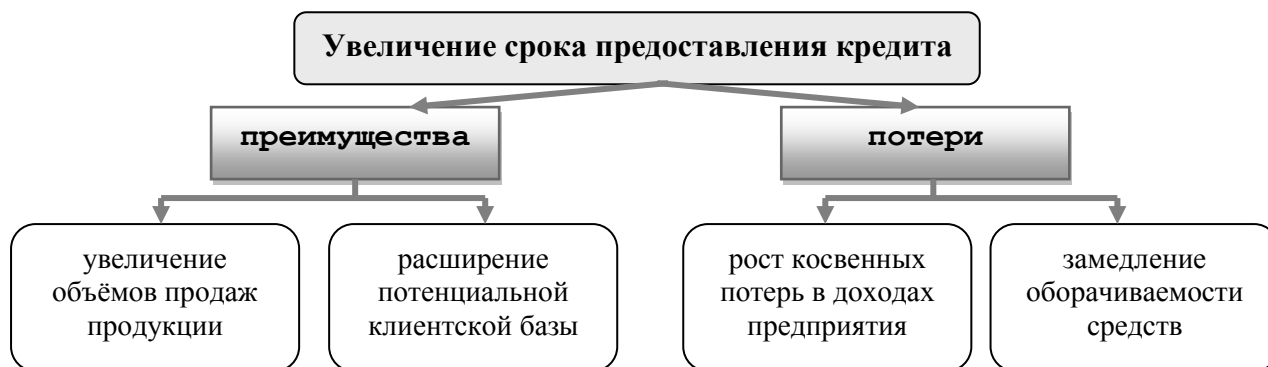 Увеличение срока предоставления кредита
преимущества
потери
увеличение
объёмов продаж
продукции
расширение
потенциальной
клиентской базы
рост косвенных
потерь в доходах
предприятия
замедление
оборачиваемости
средств